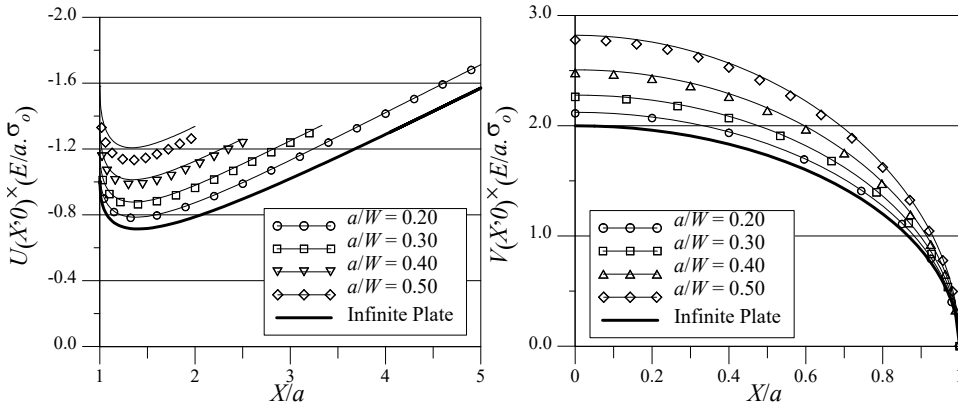 -2.0
-1.6
-1.2
-0.8
-0.4
0.0
U(X,0)×(E/a.σo)
1
2
3
4
5
X/a
a/W = 0.20
a/W = 0.30
a/W = 0.40
a/W = 0.50
Infinite Plate
3.0
2.0
1.0
0.0
V(X,0)×(E/a.σo)
0
0.2
0.4
0.6
0.8
1
X/a
a/W = 0.20
a/W = 0.30
a/W = 0.40
a/W = 0.50
Infinite Plate